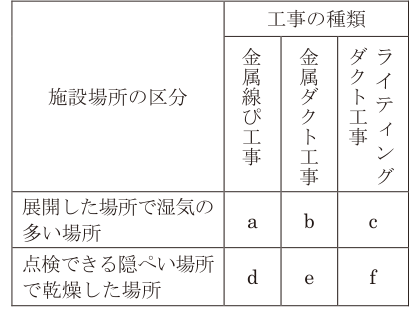 施設場所の区分
工事の種類
金属線ぴ工事
金属ダクト工事
ライティング
ダクト工事
展開した場所で湿気の
多い場所
a
b
c
点検できる隠ぺい場所
で乾燥した場所
d
e
f